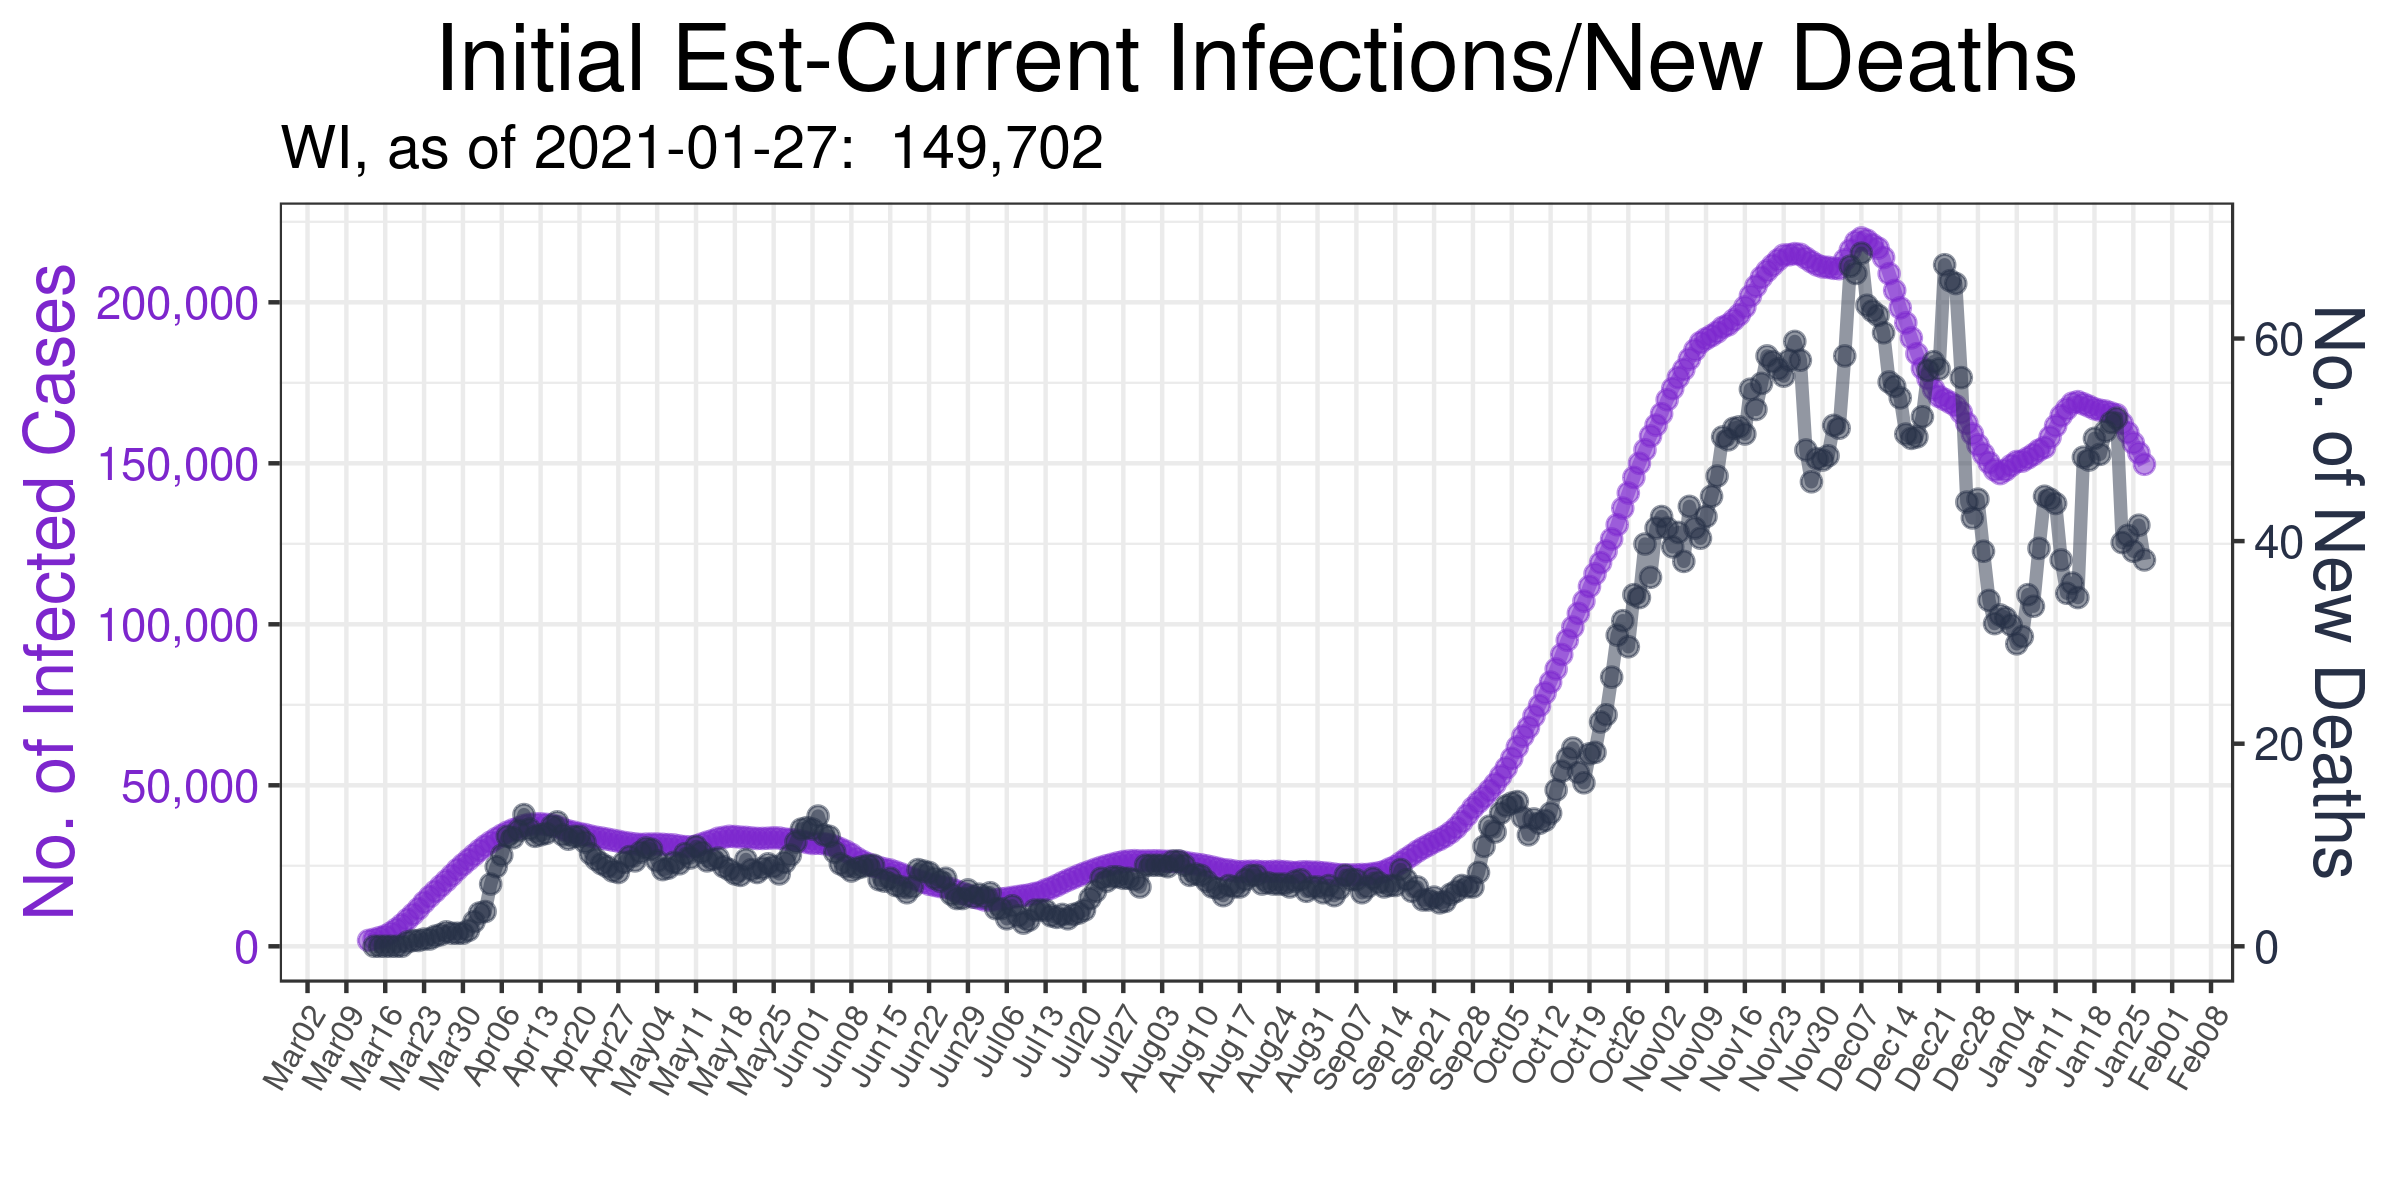 Initial Est-Current Infections/New Deaths
WI, as of 2021-01-27:  149,702
No. of Infected Cases
200,000
150,000
100,000
50,000
0
60
40
20
0
No. of New Deaths
Mar02
Mar09
Mar16
Mar23
Mar30
Apr06
Apr13
Apr20
Apr27
May04
May11
May18
May25
Jun01
Jun08
Jun15
Jun22
Jun29
Jul06
Jul13
Jul20
Jul27
Aug03
Aug10
Aug17
Aug24
Aug31
Sep07
Sep14
Sep21
Sep28
Oct05
Oct12
Oct19
Oct26
Nov02
Nov09
Nov16
Nov23
Nov30
Dec07
Dec14
Dec21
Dec28
Jan04
Jan11
Jan18
Jan25
Feb01
Feb08